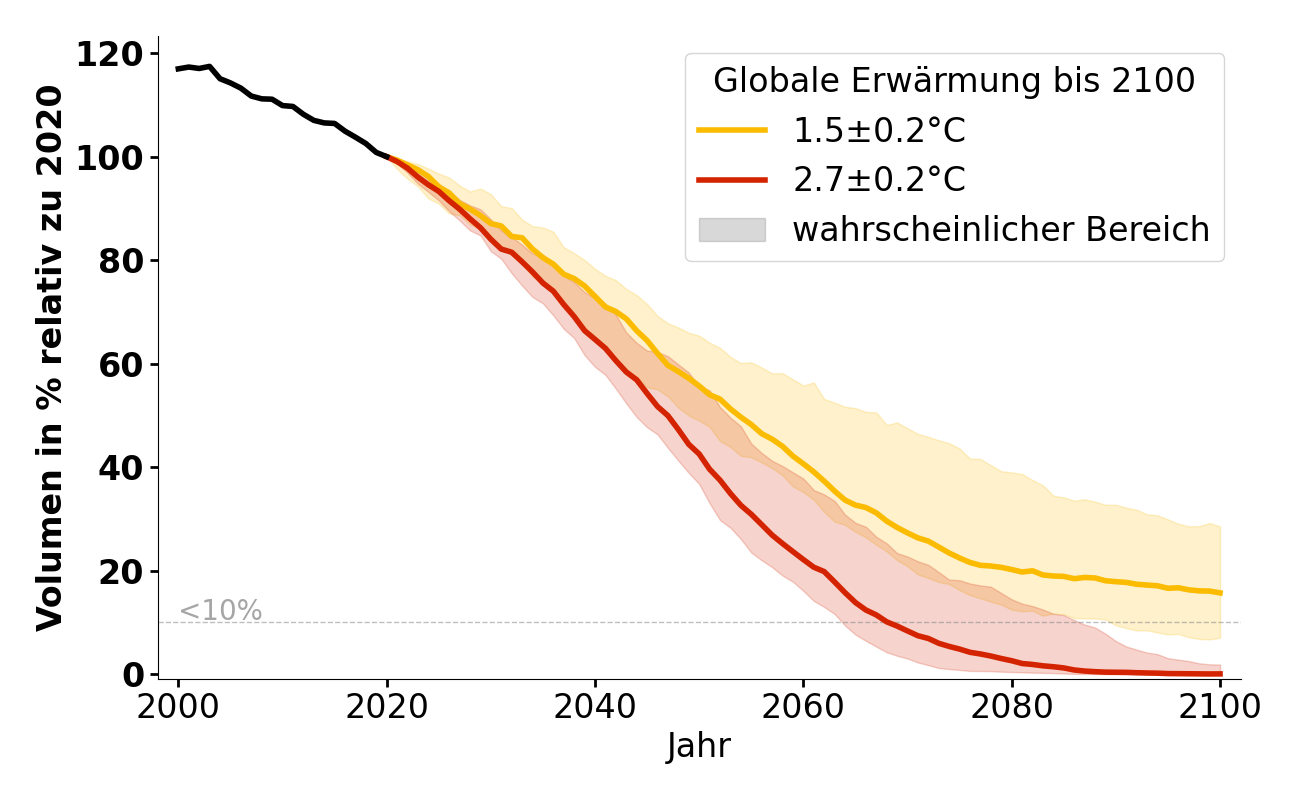 Volumen in % relativ zu 2020
120
100
80
60
40
20
0
<10%
Globale Erwärmung bis 2100
1.5±0.2°C
2.7±0.2°C
wahrscheinlicher Bereich
2000 2020 2040 2060 2080 2100
Jahr